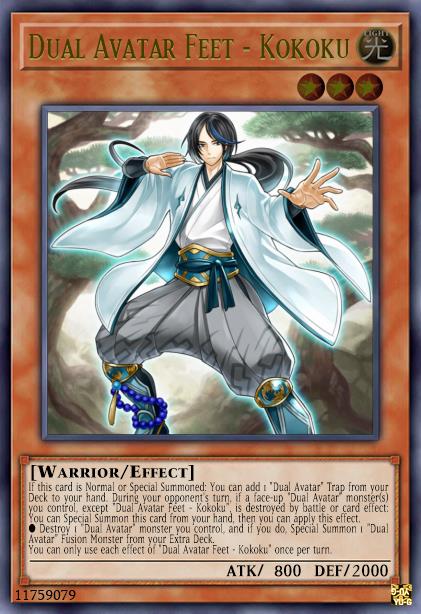 DUAL AVATAR FEET - KOKOKU
LIGHT
光
[WARRIOR/EFFECT]
If this card is Normal or Special Summoned: You can add 1 "Dual Avatar" Trap from your
Deck to your hand. During your opponent's turn, if a face-up "Dual Avatar" monster(s)
you control, except "Dual Avatar Feet - Kokoku", is destroyed by battle or card effect:
You can Special Summon this card from your hand, then you can apply this effect.
● Destroy 1 "Dual Avatar" monster you control, and if you do, Special Summon 1 "Dual
Avatar" Fusion Monster from your Extra Deck.
You can only use each effect of "Dual Avatar Feet - Kokoku" once per turn.
ATK/ 800 DEF/2000
11759079